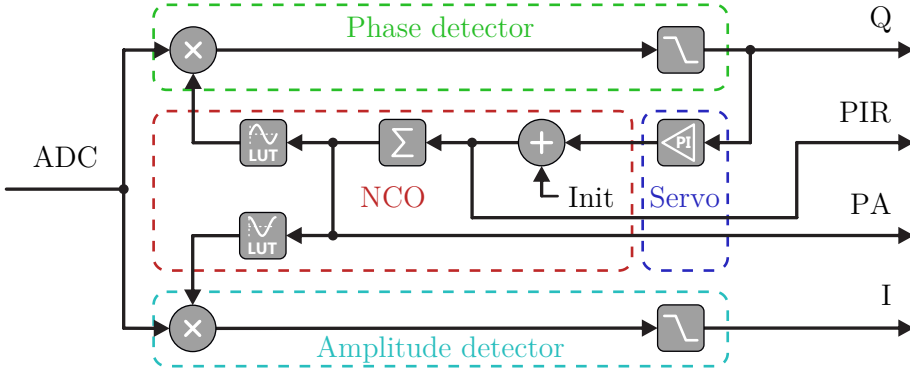 Phase detector
Q
×
LUT
Σ
+
PI
PIR
ADC
NCO
Init
Servo
PA
LUT
I
×
Amplitude detector